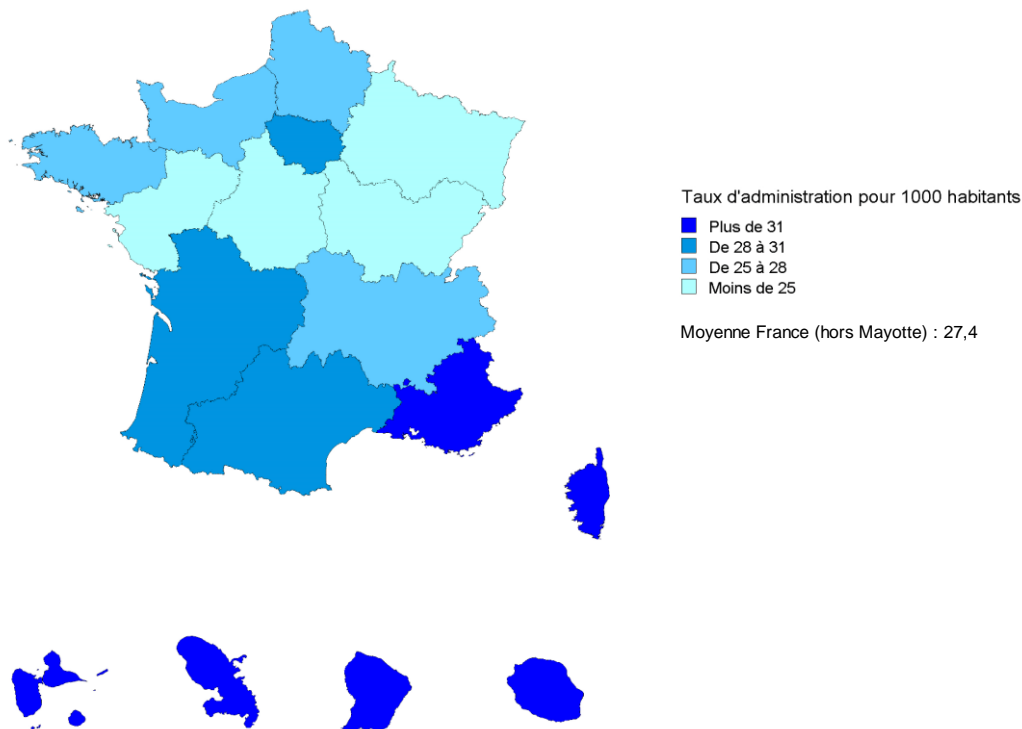 Taux d'administration pour 1000 habitants
Plus de 31
De 28 à 31
De 25 à 28
Moins de 25
Moyenne France (hors Mayotte) : 27,4